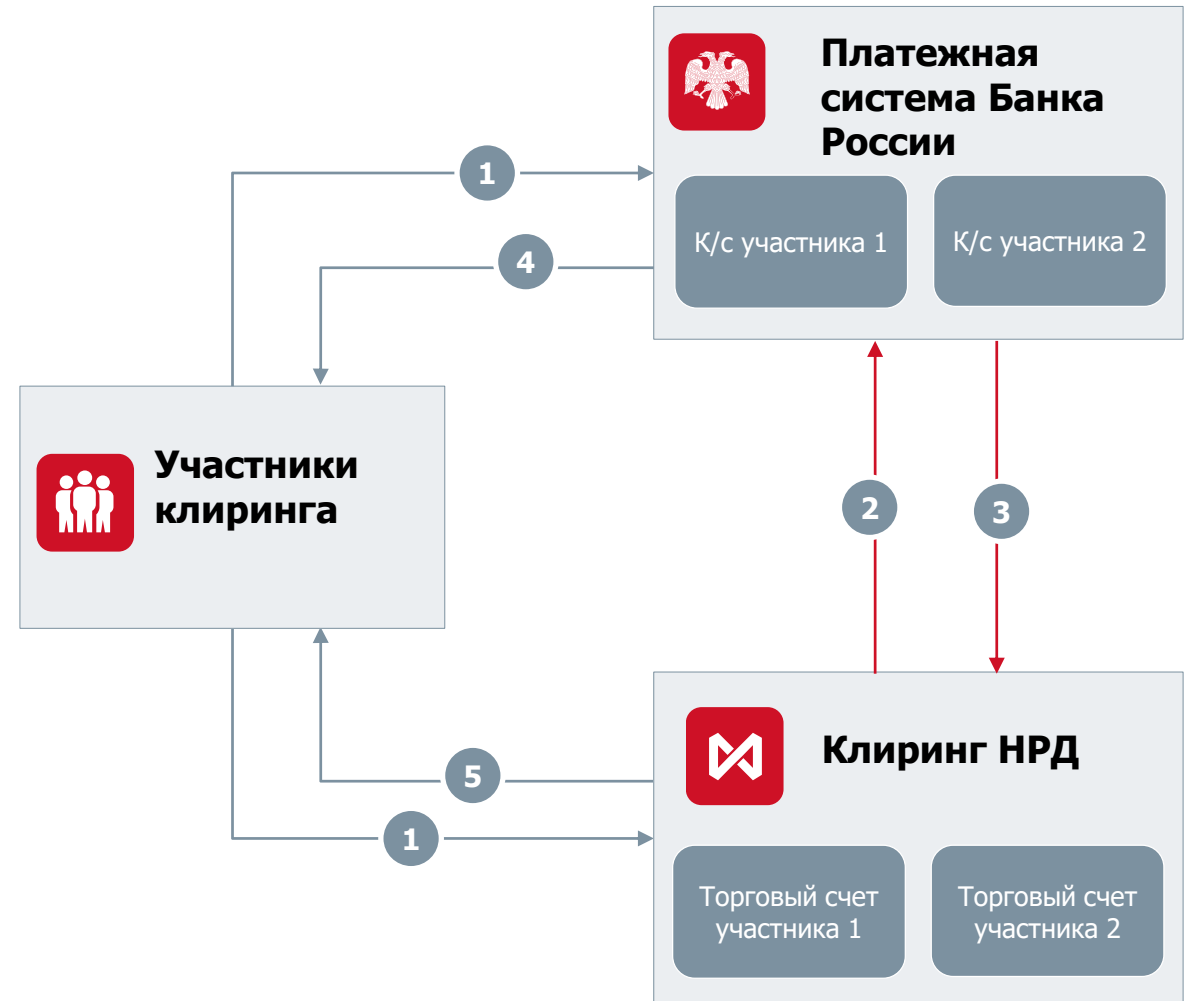 Платежная
система Банка
России
1
К/с участника 1
К/с участника 2
4
Участники
клиринга
2
3
Клиринг НРД
5
1
Торговый счет
участника 1
Торговый счет
участника 2